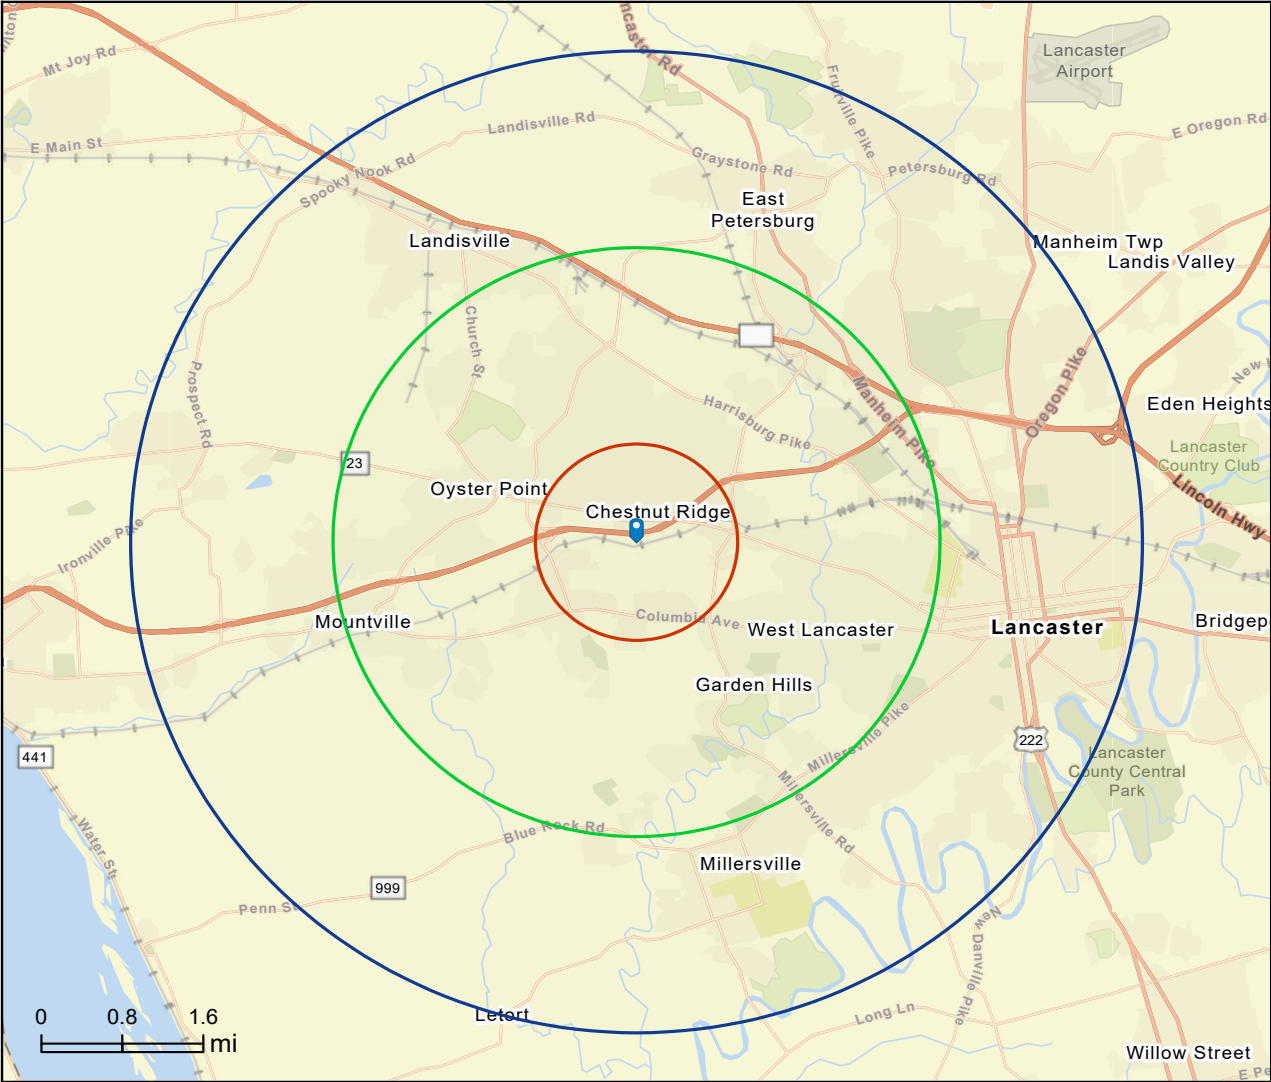 ncaster Rd
Mt Joy Rd
Lancaster
Airport
Fruitville Pike
Landisville Rd
E Oregon Rd
E Main St
Graystone Rd
Petersburg Rd
Spooky Nook Rd
East
Petersburg
Landisville
Manheim Twp
Landis Valley
Church St
Prospect Rd
Oregon Pike
New
Manheim Pike
Harrisburg Pike
Eden Heights
Lancaster
Country Club
23
Oyster Point
Lincoln Hwy
Chestnut Ridge
Ironville Pike
Mountville
Columbia Ave
West Lancaster
Lancaster
Bridgep
Garden Hills
Millersville Pike
222
441
Lancaster
County Central
Park
Millersville Rd
Water St
Blue Rock Rd
Millersville
999
Penn St
New Danville Pike
Letort
Long Ln
0 0.8 1.6
mi
Willow Street
E Pe